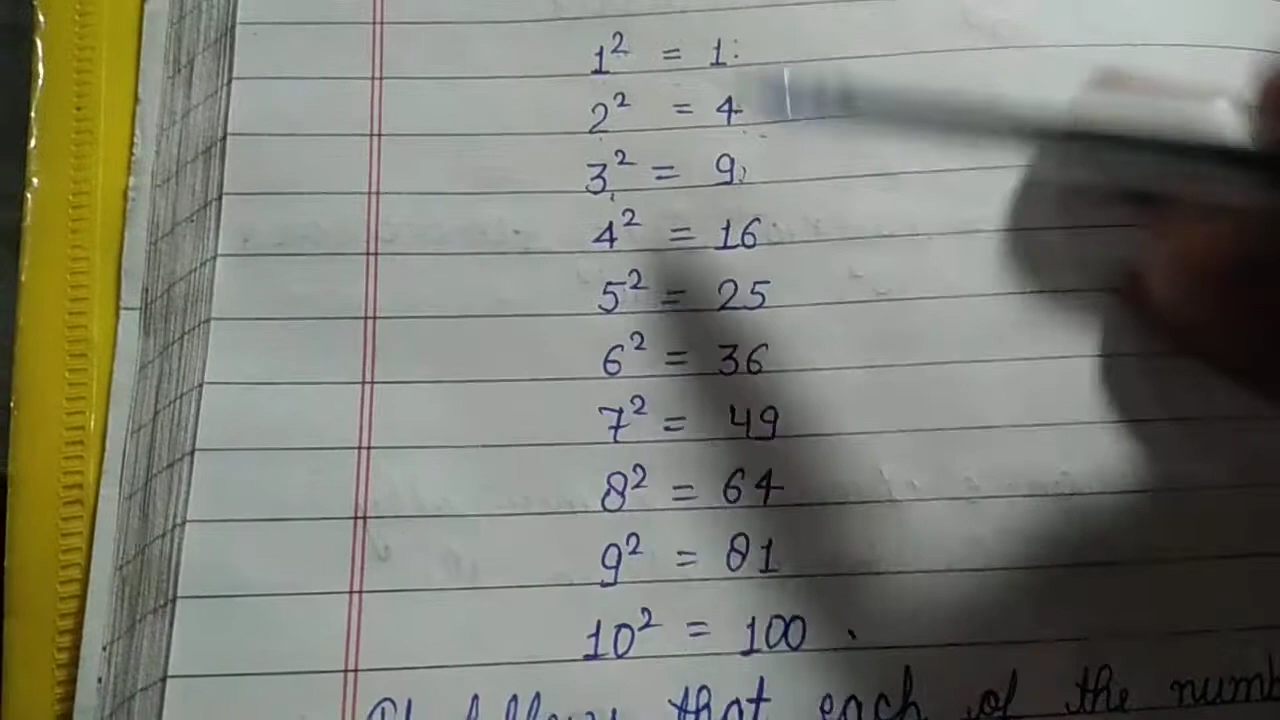 1² = 1
2² = 4
3² = 9
4² = 16
5² = 25
6² = 36
7² = 49
8² = 64
9² = 81
10² = 100
that each of the